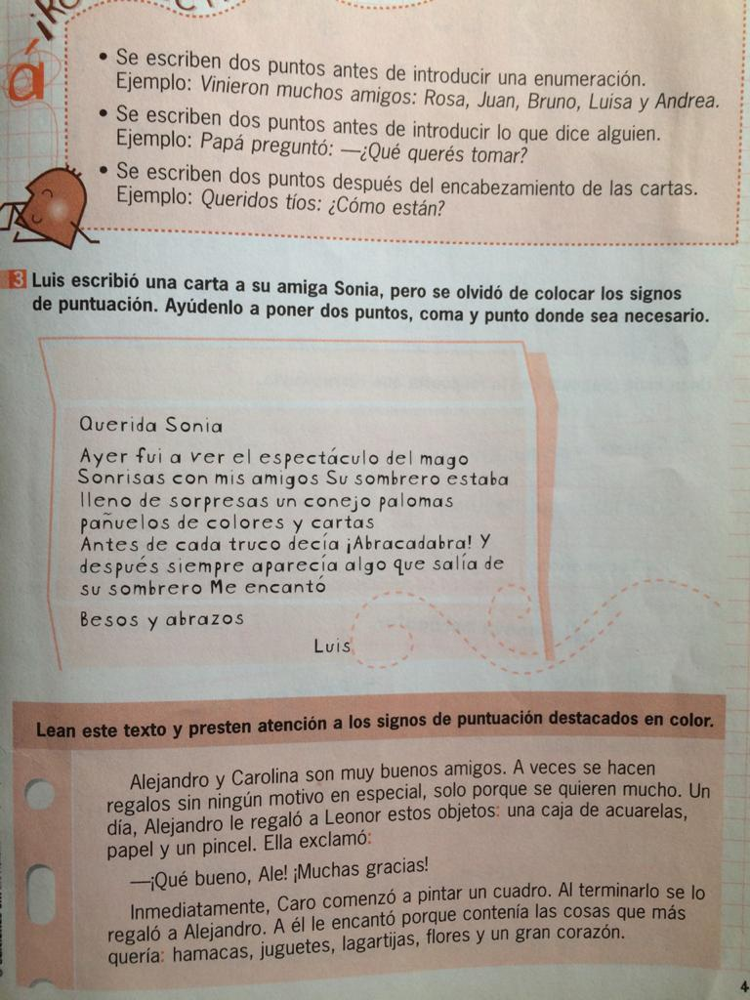 á
• Se escriben dos puntos antes de introducir una enumeración.
Ejemplo: Vinieron muchos amigos: Rosa, Juan, Bruno, Luisa y Andrea.
• Se escriben dos puntos antes de introducir lo que dice alguien.
Ejemplo: Papá preguntó: —¿Qué querés tomar?
• Se escriben dos puntos después del encabezamiento de las cartas.
Ejemplo: Queridos tíos: ¿Cómo están?
3 Luis escribió una carta a su amiga Sonia, pero se olvidó de colocar los signos
de puntuación. Ayúdenlo a poner dos puntos, coma y punto donde sea necesario.
Querida Sonia
Ayer fui a ver el espectáculo del mago
Sonrisas con mis amigos Su sombrero estaba
lleno de sorpresas un conejo palomas
pañuelos de colores y cartas
Antes de cada truco decía ¡Abracadabra! Y
después siempre aparecía algo que salía de
su sombrero Me encantó
Besos y abrazos
Luis
Lean este texto y presten atención a los signos de puntuación destacados en color.
Alejandro y Carolina son muy buenos amigos. A veces se hacen
regalos sin ningún motivo en especial, solo porque se quieren mucho. Un
día, Alejandro le regaló a Leonor estos objetos: una caja de acuarelas,
papel y un pincel. Ella exclamó:
—¡Qué bueno, Ale! ¡Muchas gracias!
Inmediatamente, Caro comenzó a pintar un cuadro. Al terminarlo se lo
regaló a Alejandro. A él le encantó porque contenía las cosas que más
quería: hamacas, juguetes, lagartijas, flores y un gran corazón.
4